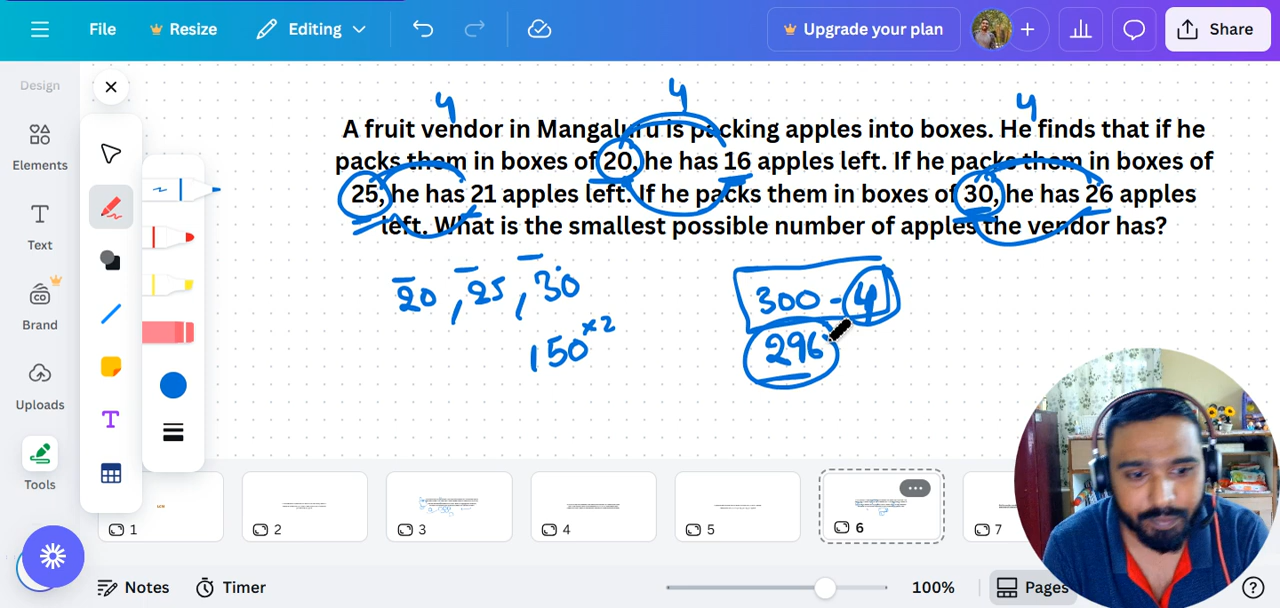 File Resize Editing Upgrade your plan + Share
Design
Elements
Text
Brand
Uploads
Tools
4 4 4
A fruit vendor in Mangaluru is packing apples into boxes. He finds that if he
packs them in boxes of 20, he has 16 apples left. If he packs them in boxes of
25, he has 21 apples left. If he packs them in boxes of 30, he has 26 apples
left. What is the smallest possible number of apples the vendor has?
20, 25, 30
150 ×2
300 - 4
296
1 2 3 4 5 6 7
Notes Timer 100% Pages